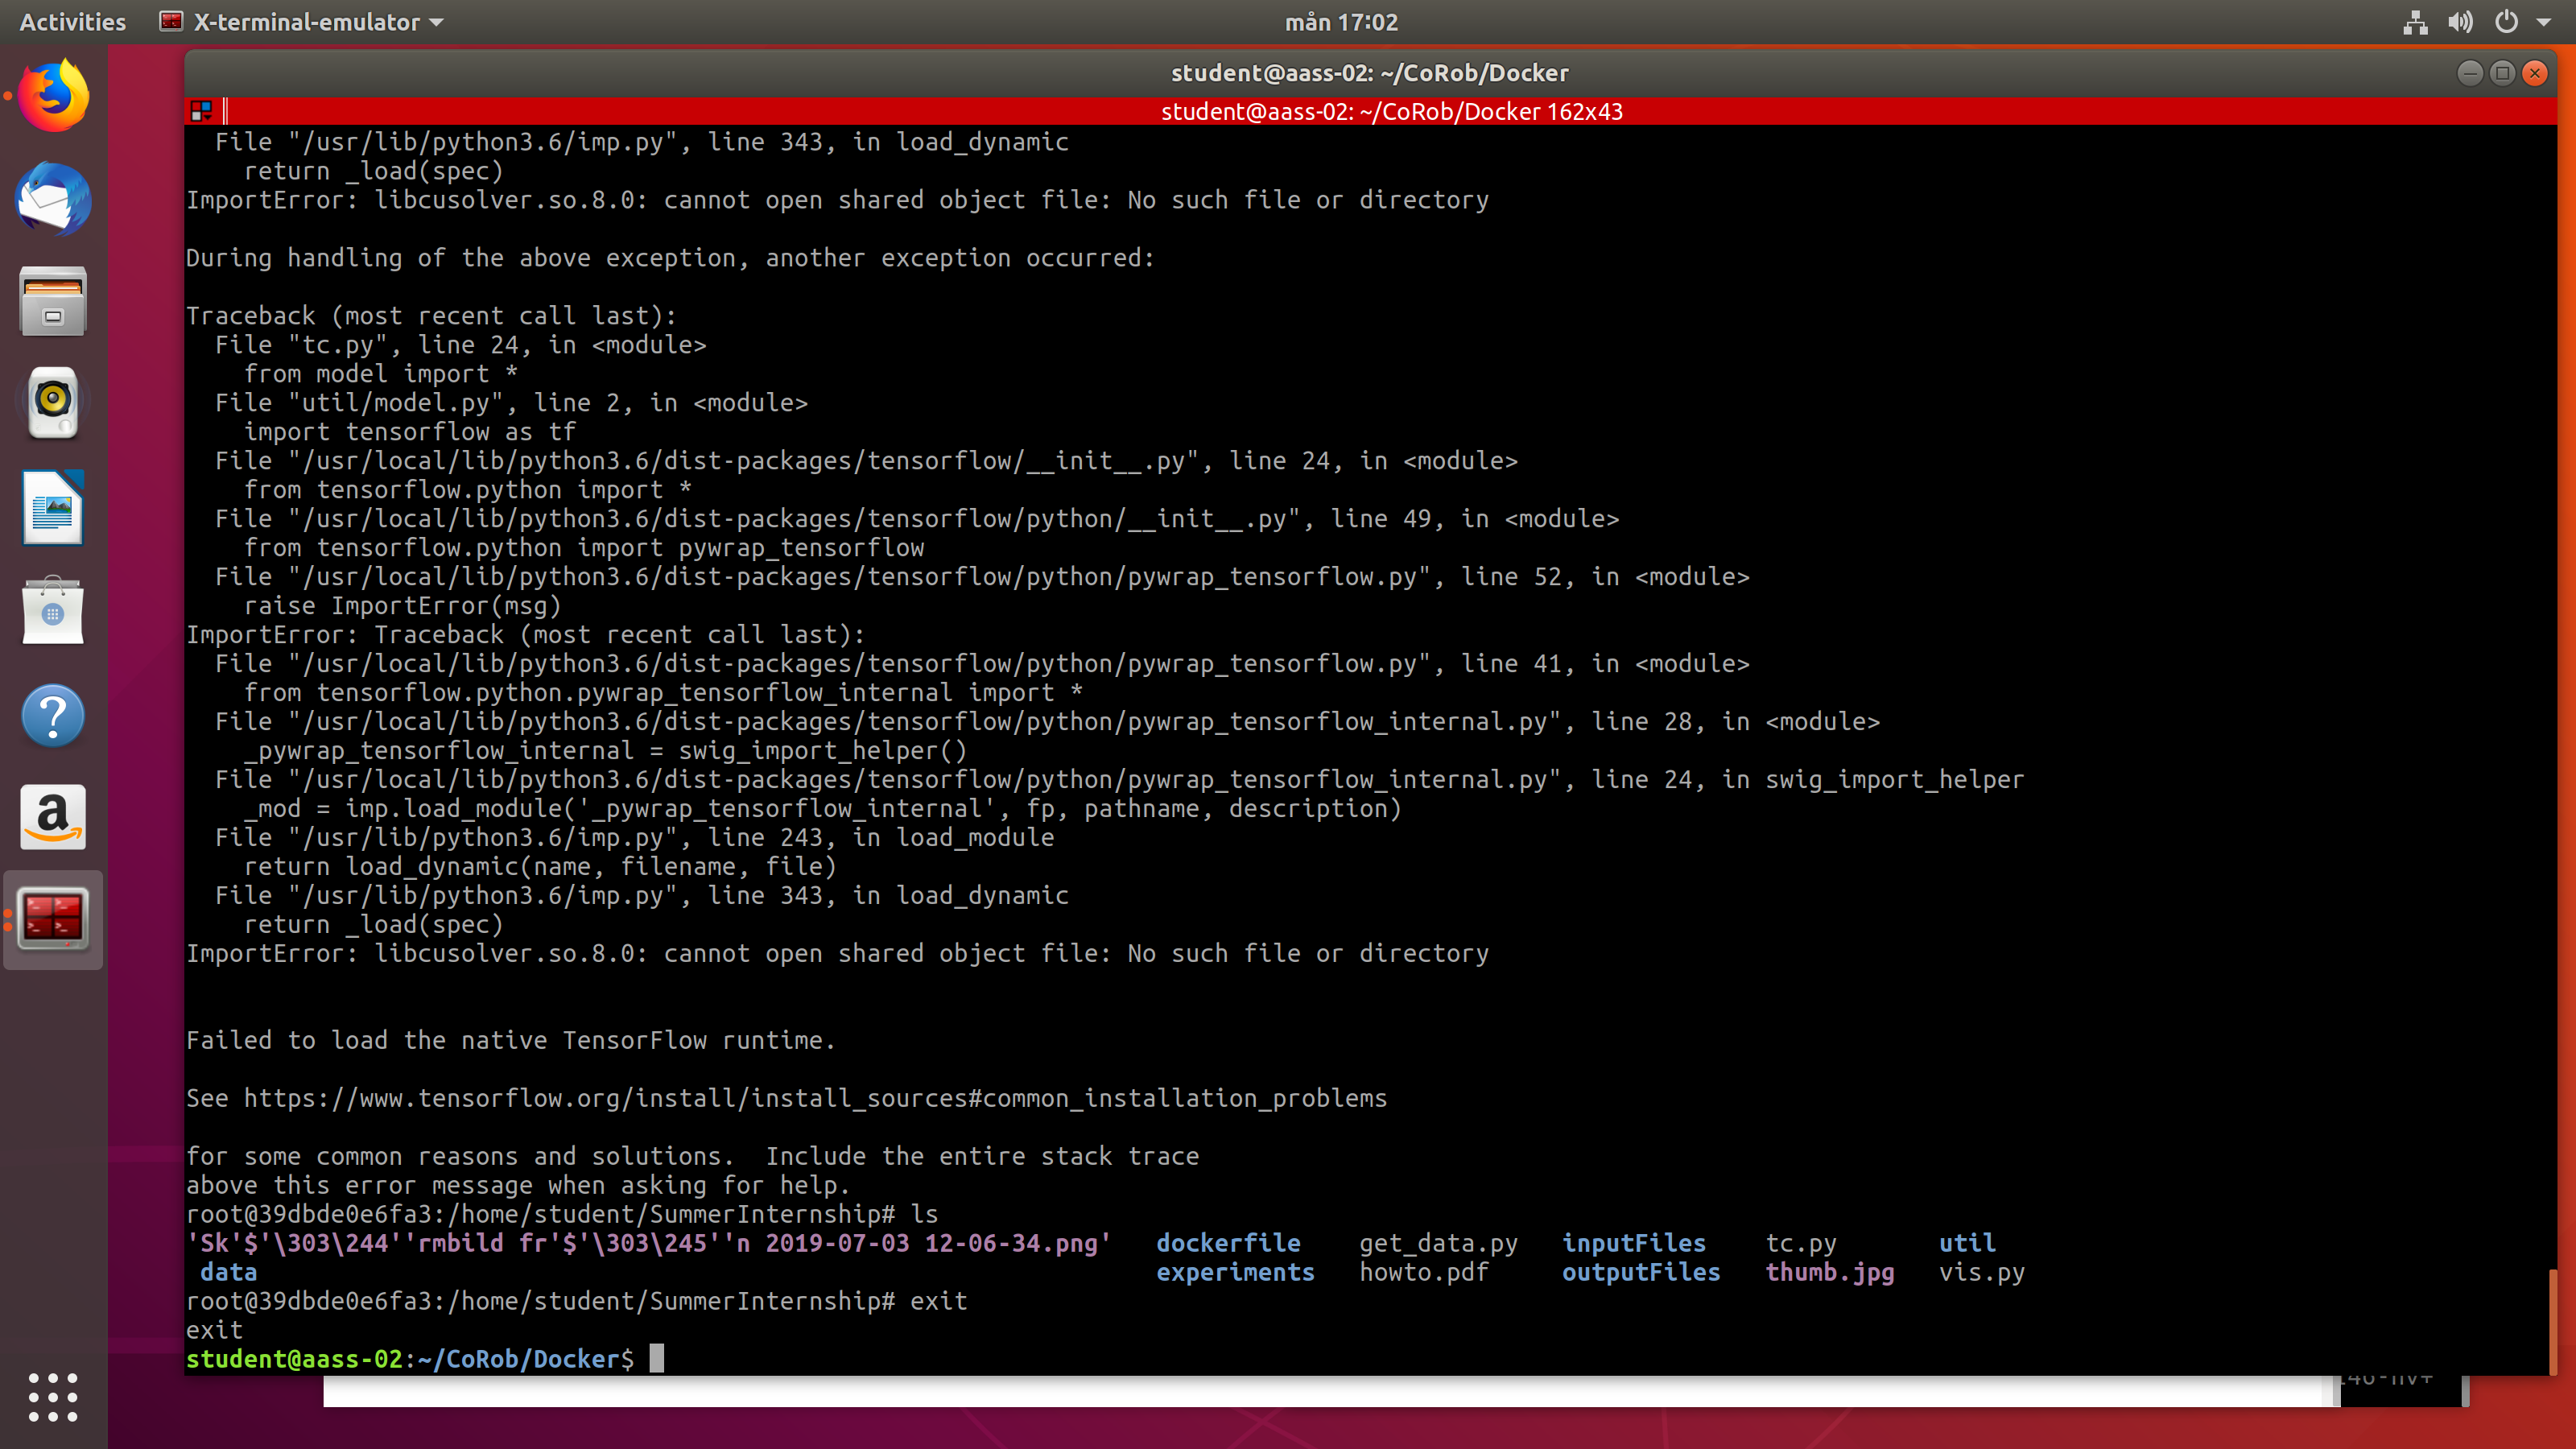 Activities X-terminal-emulator mån 17:02
student@aass-02: ~/CoRob/Docker
student@aass-02: ~/CoRob/Docker 162x43
  File "/usr/lib/python3.6/imp.py", line 343, in load_dynamic
    return _load(spec)
ImportError: libcusolver.so.8.0: cannot open shared object file: No such file or directory

During handling of the above exception, another exception occurred:

Traceback (most recent call last):
  File "tc.py", line 24, in <module>
    from model import *
  File "util/model.py", line 2, in <module>
    import tensorflow as tf
  File "/usr/local/lib/python3.6/dist-packages/tensorflow/__init__.py", line 24, in <module>
    from tensorflow.python import *
  File "/usr/local/lib/python3.6/dist-packages/tensorflow/python/__init__.py", line 49, in <module>
    from tensorflow.python import pywrap_tensorflow
  File "/usr/local/lib/python3.6/dist-packages/tensorflow/python/pywrap_tensorflow.py", line 52, in <module>
    raise ImportError(msg)
ImportError: Traceback (most recent call last):
  File "/usr/local/lib/python3.6/dist-packages/tensorflow/python/pywrap_tensorflow.py", line 41, in <module>
    from tensorflow.python.pywrap_tensorflow_internal import *
  File "/usr/local/lib/python3.6/dist-packages/tensorflow/python/pywrap_tensorflow_internal.py", line 28, in <module>
    _pywrap_tensorflow_internal = swig_import_helper()
  File "/usr/local/lib/python3.6/dist-packages/tensorflow/python/pywrap_tensorflow_internal.py", line 24, in swig_import_helper
    _mod = imp.load_module('_pywrap_tensorflow_internal', fp, pathname, description)
  File "/usr/lib/python3.6/imp.py", line 243, in load_module
    return load_dynamic(name, filename, file)
  File "/usr/lib/python3.6/imp.py", line 343, in load_dynamic
    return _load(spec)
ImportError: libcusolver.so.8.0: cannot open shared object file: No such file or directory

Failed to load the native TensorFlow runtime.

See https://www.tensorflow.org/install/install_sources#common_installation_problems

for some common reasons and solutions.  Include the entire stack trace
above this error message when asking for help.
root@39dbde0e6fa3:/home/student/SummerInternship# ls
'Sk'$'\303\244''rmbild fr'$'\303\245''n 2019-07-03 12-06-34.png'   dockerfile    get_data.py   inputFiles    tc.py       util
 data                                                              experiments   howto.pdf     outputFiles   thumb.jpg   vis.py
root@39dbde0e6fa3:/home/student/SummerInternship# exit
exit
student@aass-02:~/CoRob/Docker$